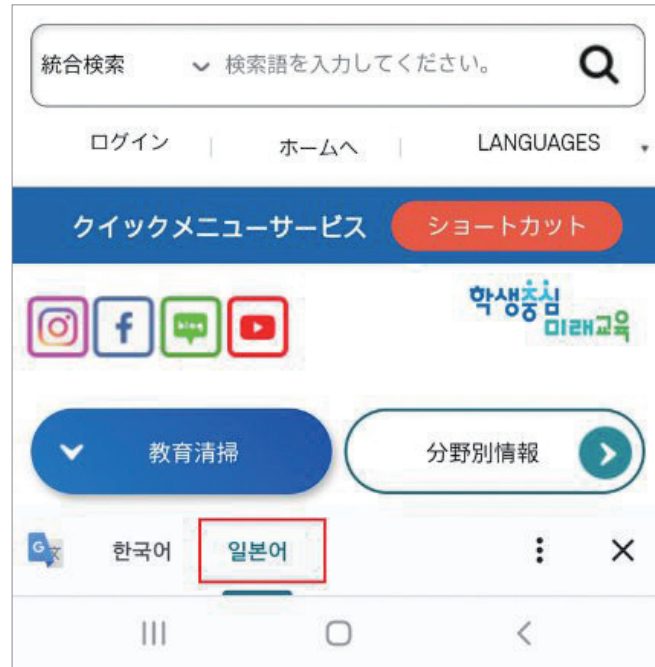 統合検索 検索語を入力してください。
ログイン ホームへ LANGUAGES
クイックメニューサービス ショートカット
blog
학생중심
미래교육
教育清掃 分野別情報
G 文 한국어 일본어